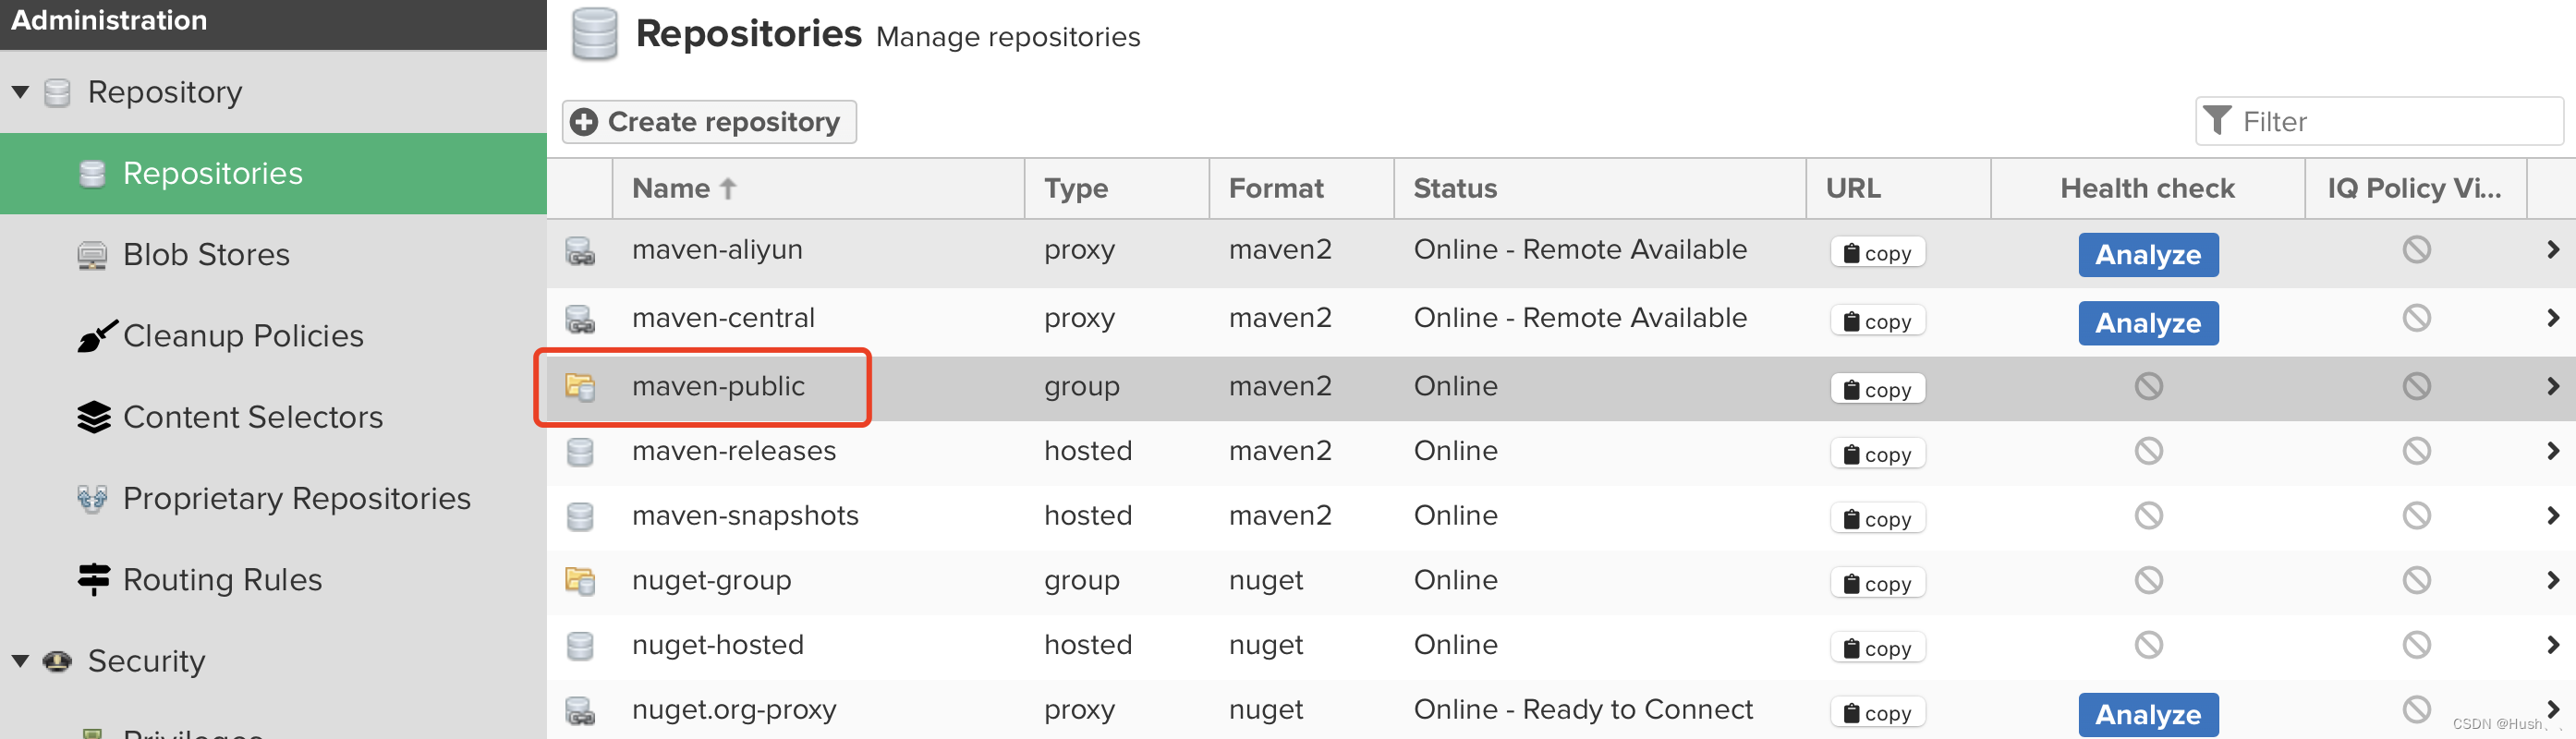 Administration
Repository
Repositories
Blob Stores
Cleanup Policies
Content Selectors
Proprietary Repositories
Routing Rules
Security
Privileges
Repositories Manage repositories
Create repository
Filter
Name Type Format Status URL Health check IQ Policy Vi...
maven-aliyun proxy maven2 Online - Remote Available copy Analyze
maven-central proxy maven2 Online - Remote Available copy Analyze
maven-public group maven2 Online copy
maven-releases hosted maven2 Online copy
maven-snapshots hosted maven2 Online copy
nuget-group group nuget Online copy
nuget-hosted hosted nuget Online copy
nuget.org-proxy proxy nuget Online - Ready to Connect copy Analyze
CSDN @Hush、、